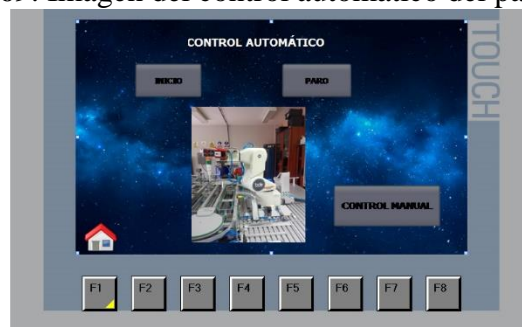 69. Imagen del control automático del pa
CONTROL AUTOMÁTICO
TOUCH
INICIO
PARO
CONTROL MANUAL
F1
F2
F3
F4
F5
F6
F7
F8